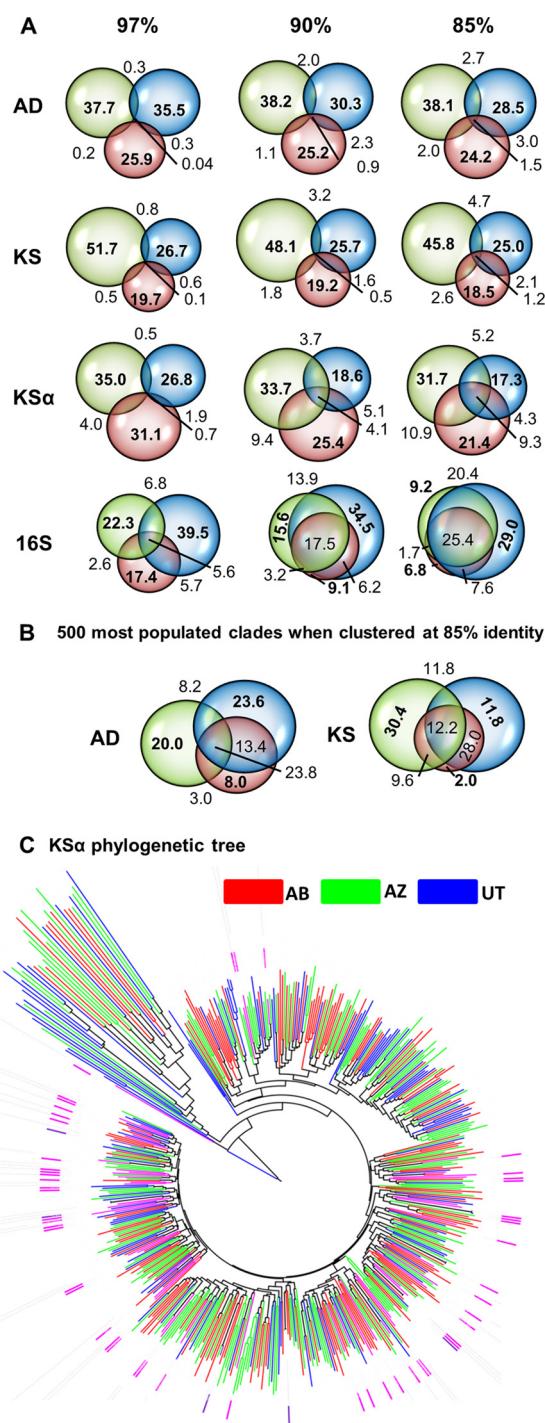 A 97% 90% 85%
AD
0.3
37.7 35.5
0.2 25.9 0.3
0.04
2.0
38.2 30.3
1.1 25.2 2.3
0.9
2.7
38.1 28.5
2.0 24.2 3.0
1.5
KS
0.8
51.7 26.7
0.5 19.7 0.6
0.1
3.2
48.1 25.7
1.8 19.2 1.6
0.5
4.7
45.8 25.0
2.6 18.5 2.1
1.2
KSα
0.5
35.0 26.8
4.0 31.1 1.9
0.7
3.7
33.7 18.6
9.4 25.4 5.1
4.1
5.2
31.7 17.3
10.9 21.4 4.3
9.3
16S
6.8
22.3 39.5
2.6 17.4 5.7 5.6
13.9
15.6 34.5
17.5
3.2 9.1 6.2
20.4
9.2 29.0
25.4
1.7 6.8 7.6
B 500 most populated clades when clustered at 85% identity
AD
8.2
23.6
20.0 13.4
8.0 23.8
3.0
KS
11.8
30.4 11.8
12.2 28.0
9.6 2.0
C KSα phylogenetic tree
AB AZ UT